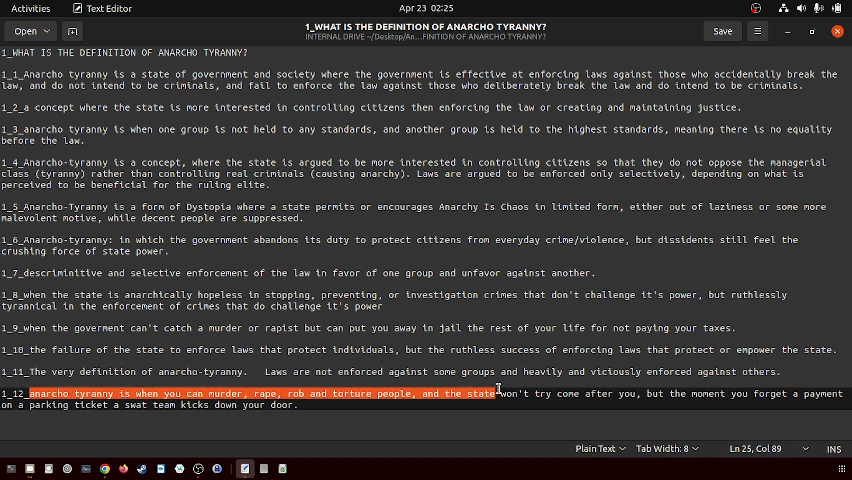 Activities
Text Editor
Apr 23 02:25
Open
1_WHAT IS THE DEFINITION OF ANARCHO TYRANNY?
INTERNAL DRIVE ~/Desktop/An…FINITION OF ANARCHO TYRANNY?
Save
1_WHAT IS THE DEFINITION OF ANARCHO TYRANNY?
1_1_Anarcho tyranny is a state of government and society where the government is effective at enforcing laws against those who accidentally break the
law, and do not intend to be criminals, and fail to enforce the law against those who deliberately break the law and do intend to be criminals.
1_2_a concept where the state is more interested in controlling citizens then enforcing the law or creating and maintaining justice.
1_3_anarcho tyranny is when one group is not held to any standards, and another group is held to the highest standards, meaning there is no equality
before the law.
1_4_Anarcho-tyranny is a concept, where the state is argued to be more interested in controlling citizens so that they do not oppose the managerial
class (tyranny) rather than controlling real criminals (causing anarchy). Laws are argued to be enforced only selectively, depending on what is
perceived to be beneficial for the ruling elite.
1_5_Anarcho-Tyranny is a form of Dystopia where a state permits or encourages Anarchy Is Chaos in limited form, either out of laziness or some more
malevolent motive, while decent people are suppressed.
1_6_Anarcho-tyranny: in which the government abandons its duty to protect citizens from everyday crime/violence, but dissidents still feel the
crushing force of state power.
1_7_descriminitive and selective enforcement of the law in favor of one group and unfavor against another.
1_8_when the state is anarchically hopeless in stopping, preventing, or investigation crimes that don't challenge it's power, but ruthlessly
tyrannical in the enforcement of crimes that do challenge it's power
1_9_when the goverment can't catch a murder or rapist but can put you away in jail the rest of your life for not paying your taxes.
1_10_the failure of the state to enforce laws that protect individuals, but the ruthless success of enforcing laws that protect or empower the state.
1_11_The very definition of anarcho-tyranny.   Laws are not enforced against some groups and heavily and viciously enforced against others.
1_12_anarcho tyranny is when you can murder, rape, rob and torture people, and the state won't try come after you, but the moment you forget a payment
on a parking ticket a swat team kicks down your door.
Plain Text
Tab Width: 8
Ln 25, Col 89
INS